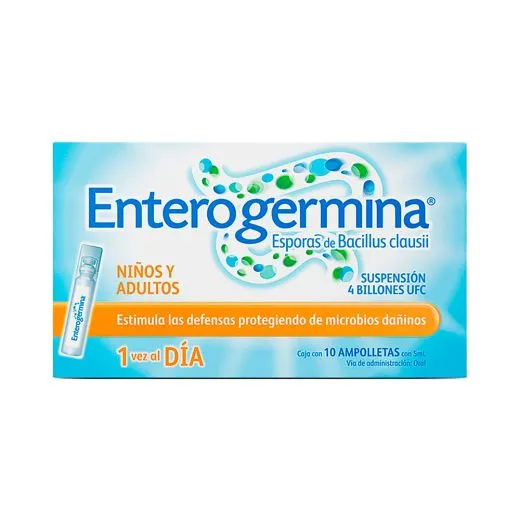 Enterogermina®
Esporas de Bacillus clausii
NIÑOS Y
ADULTOS
SUSPENSIÓN
4 BILLONES UFC
Enterogermina
Estimula las defensas protegiendo de microbios dañinos
1 vez al DÍA
Caja con 10 AMPOLLETAS con 5ml.
Vía de administración: Oral